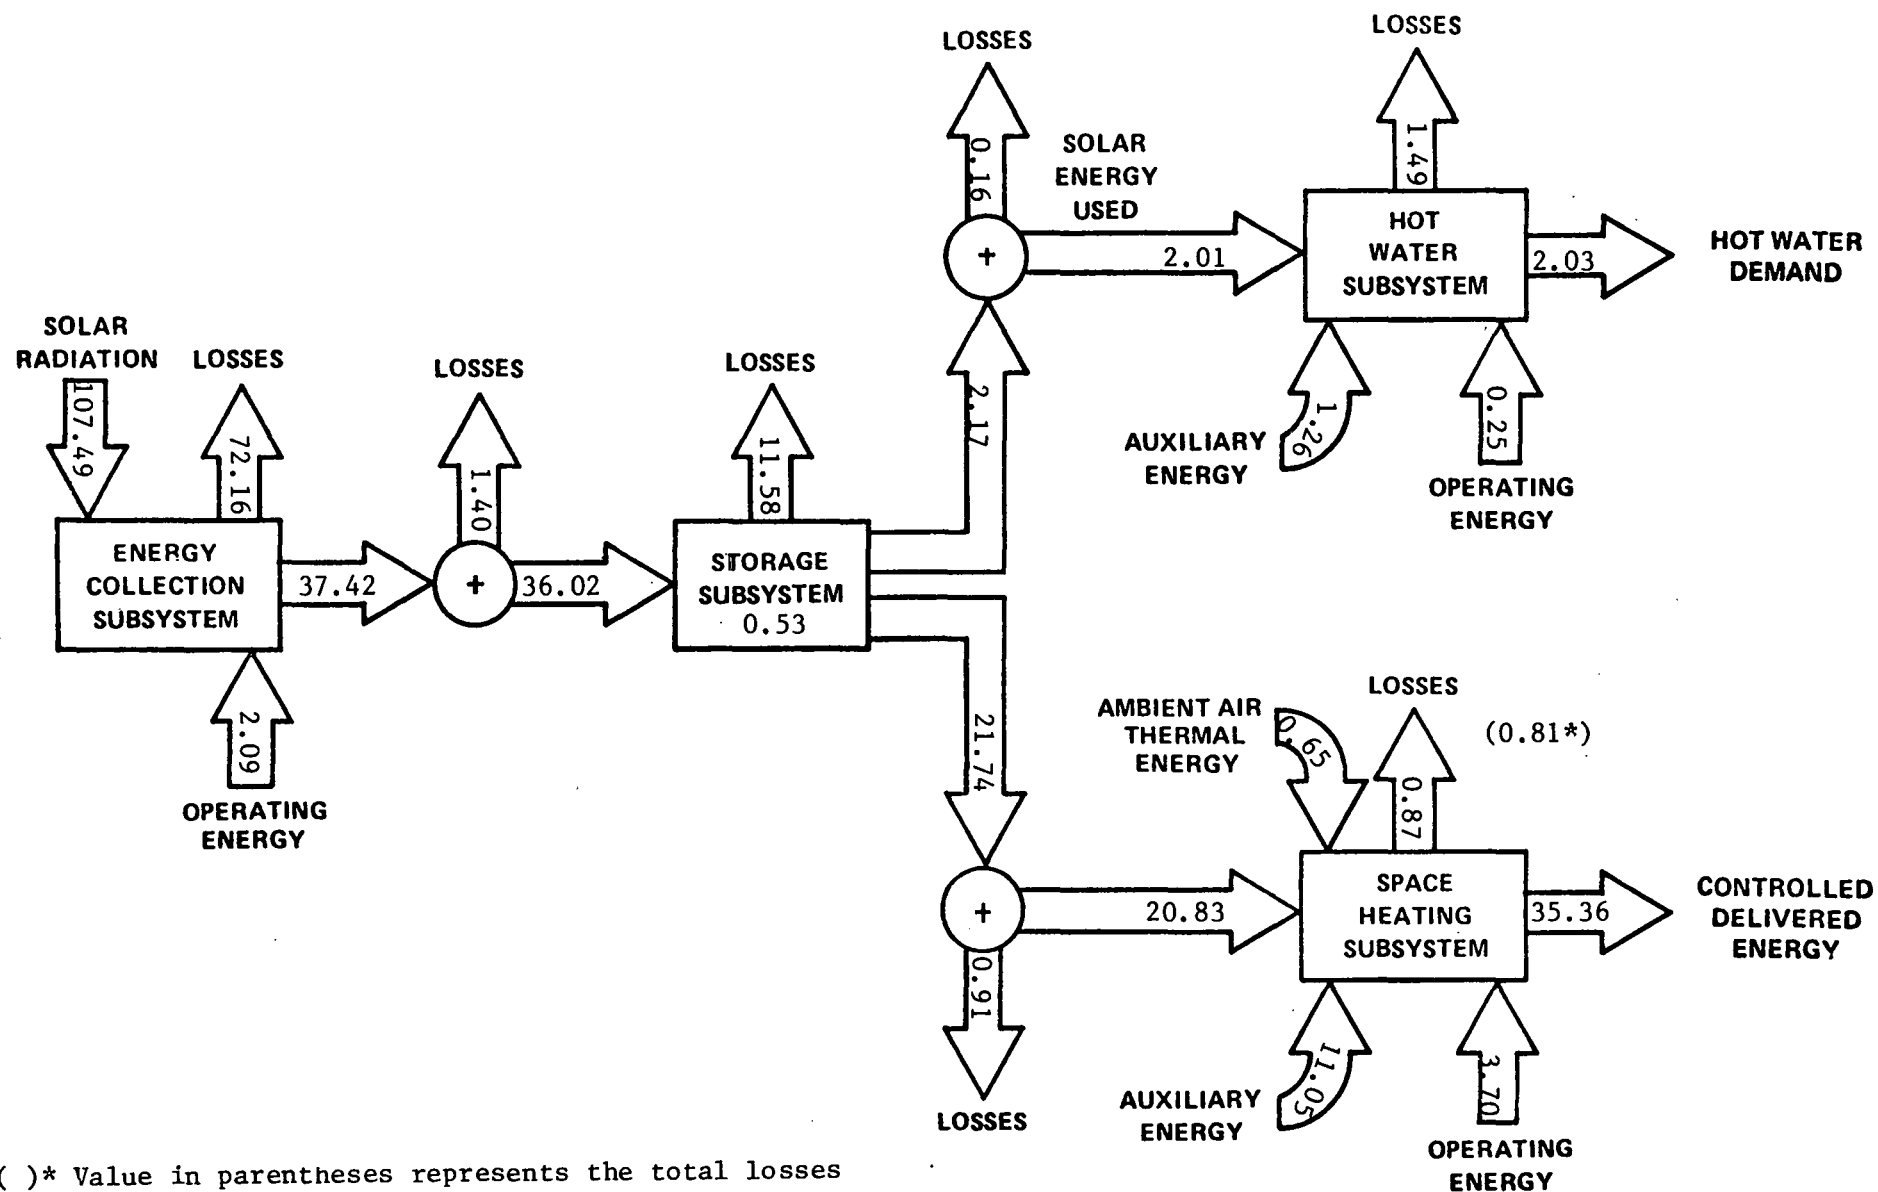 LOSSES
LOSSES
0.16
SOLAR
ENERGY
USED
1.49
+
2.01
HOT
WATER
SUBSYSTEM
2.03
HOT WATER
DEMAND
SOLAR
RADIATION
107.49
LOSSES
72.16
LOSSES
1.40
LOSSES
11.58
2.17
AUXILIARY
ENERGY
1.26
0.25
OPERATING
ENERGY
ENERGY
COLLECTION
SUBSYSTEM
37.42
+
36.02
STORAGE
SUBSYSTEM
0.53
2.09
OPERATING
ENERGY
21.74
AMBIENT AIR
THERMAL
ENERGY
0.65
LOSSES
0.87
(0.81*)
+
20.83
SPACE
HEATING
SUBSYSTEM
35.36
CONTROLLED
DELIVERED
ENERGY
0.91
LOSSES
AUXILIARY
ENERGY
11.05
3.70
OPERATING
ENERGY
( )* Value in parentheses represents the total losses